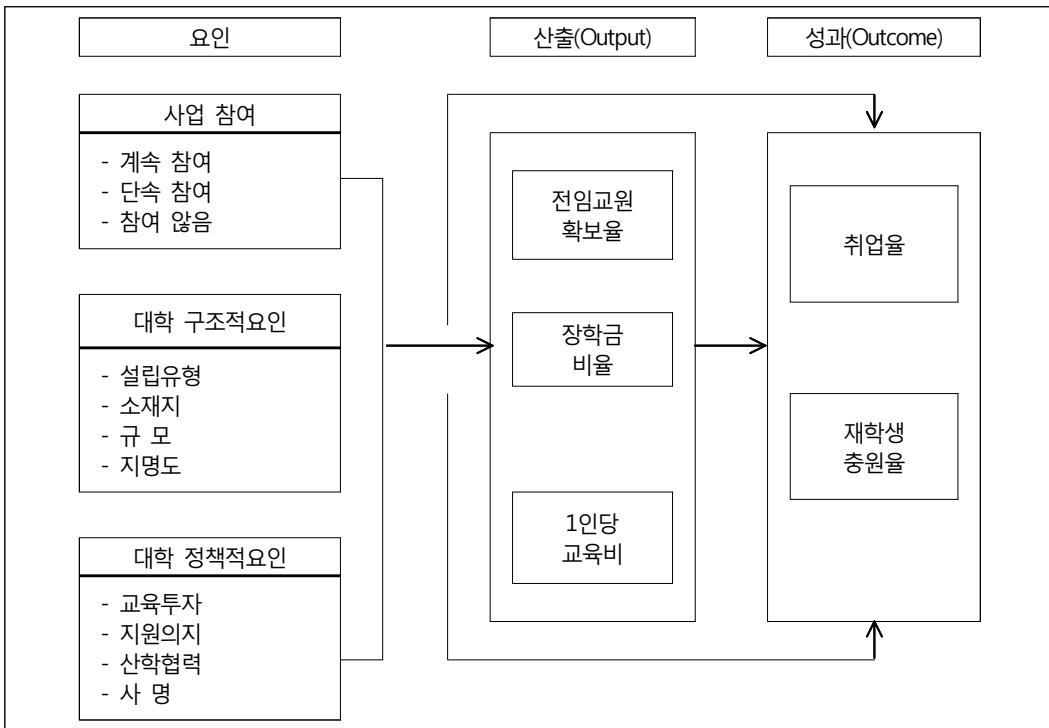 요인
산출(Output)
성과(Outcome)
사업 참여
- 계속 참여
- 단속 참여
- 참여 않음
대학 구조적요인
- 설립유형
- 소재지
- 규 모
- 지명도
대학 정책적요인
- 교육투자
- 지원의지
- 산학협력
- 사 명
전임교원
확보율
장학금
비율
1인당
교육비
취업율
재학생
충원율